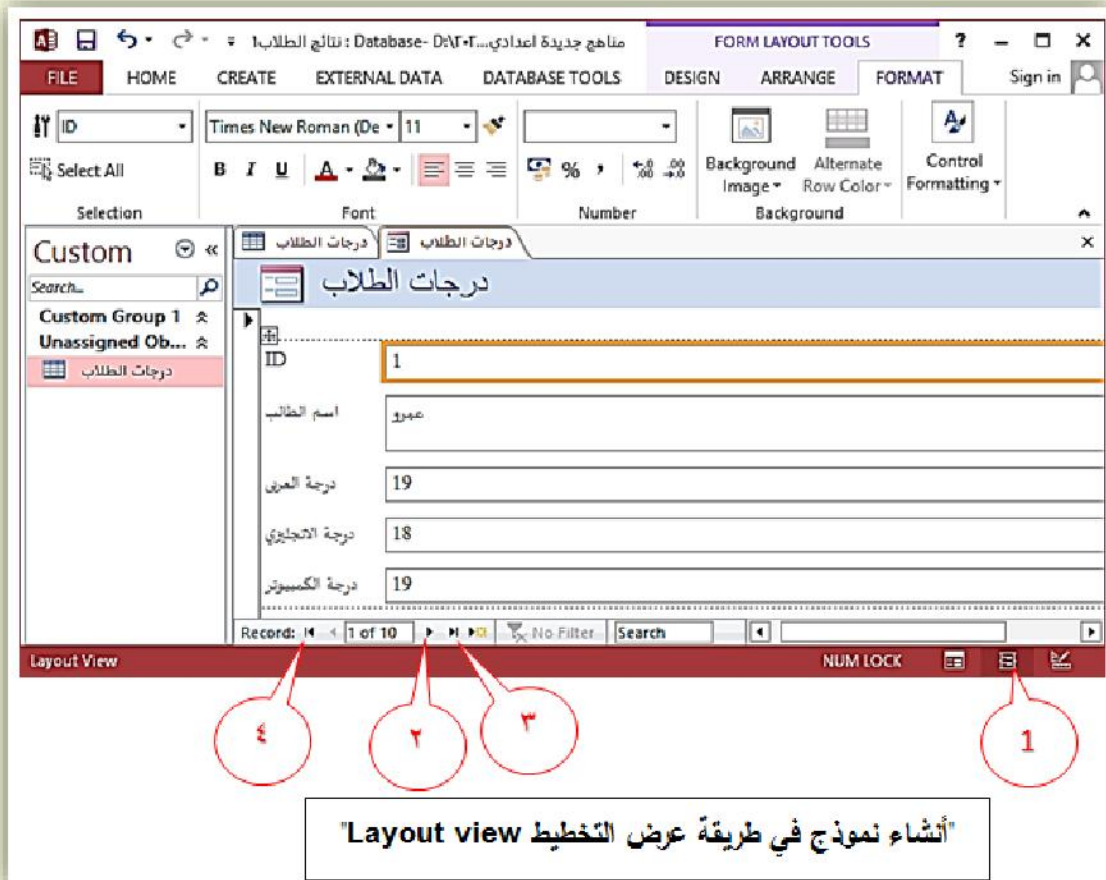 نتائج الطلاب١ : Database- D:\٢٠٢....مناهج جديدة اعدادي
FORM LAYOUT TOOLS
?
FILE HOME CREATE EXTERNAL DATA DATABASE TOOLS DESIGN ARRANGE FORMAT Sign in
ID
Times New Roman (De 11
Select All
B I U A
% ,
Background Image
Alternate Row Color
Control Formatting
Selection Font Number Background
Custom
Search...
Custom Group 1
Unassigned Ob...
درجات الطلاب
درجات الطلاب درجات الطلاب
درجات الطلاب
ID 1
اسم الطالب عمرو
درجة العربى 19
درجة الانجليزي 18
درجة الكمبيوتر 19
Record: 1 of 10 No Filter Search
Layout View NUM LOCK
٤ ٢ ٣ 1
"أنشاء نموذج في طريقة عرض التخطيط Layout view"